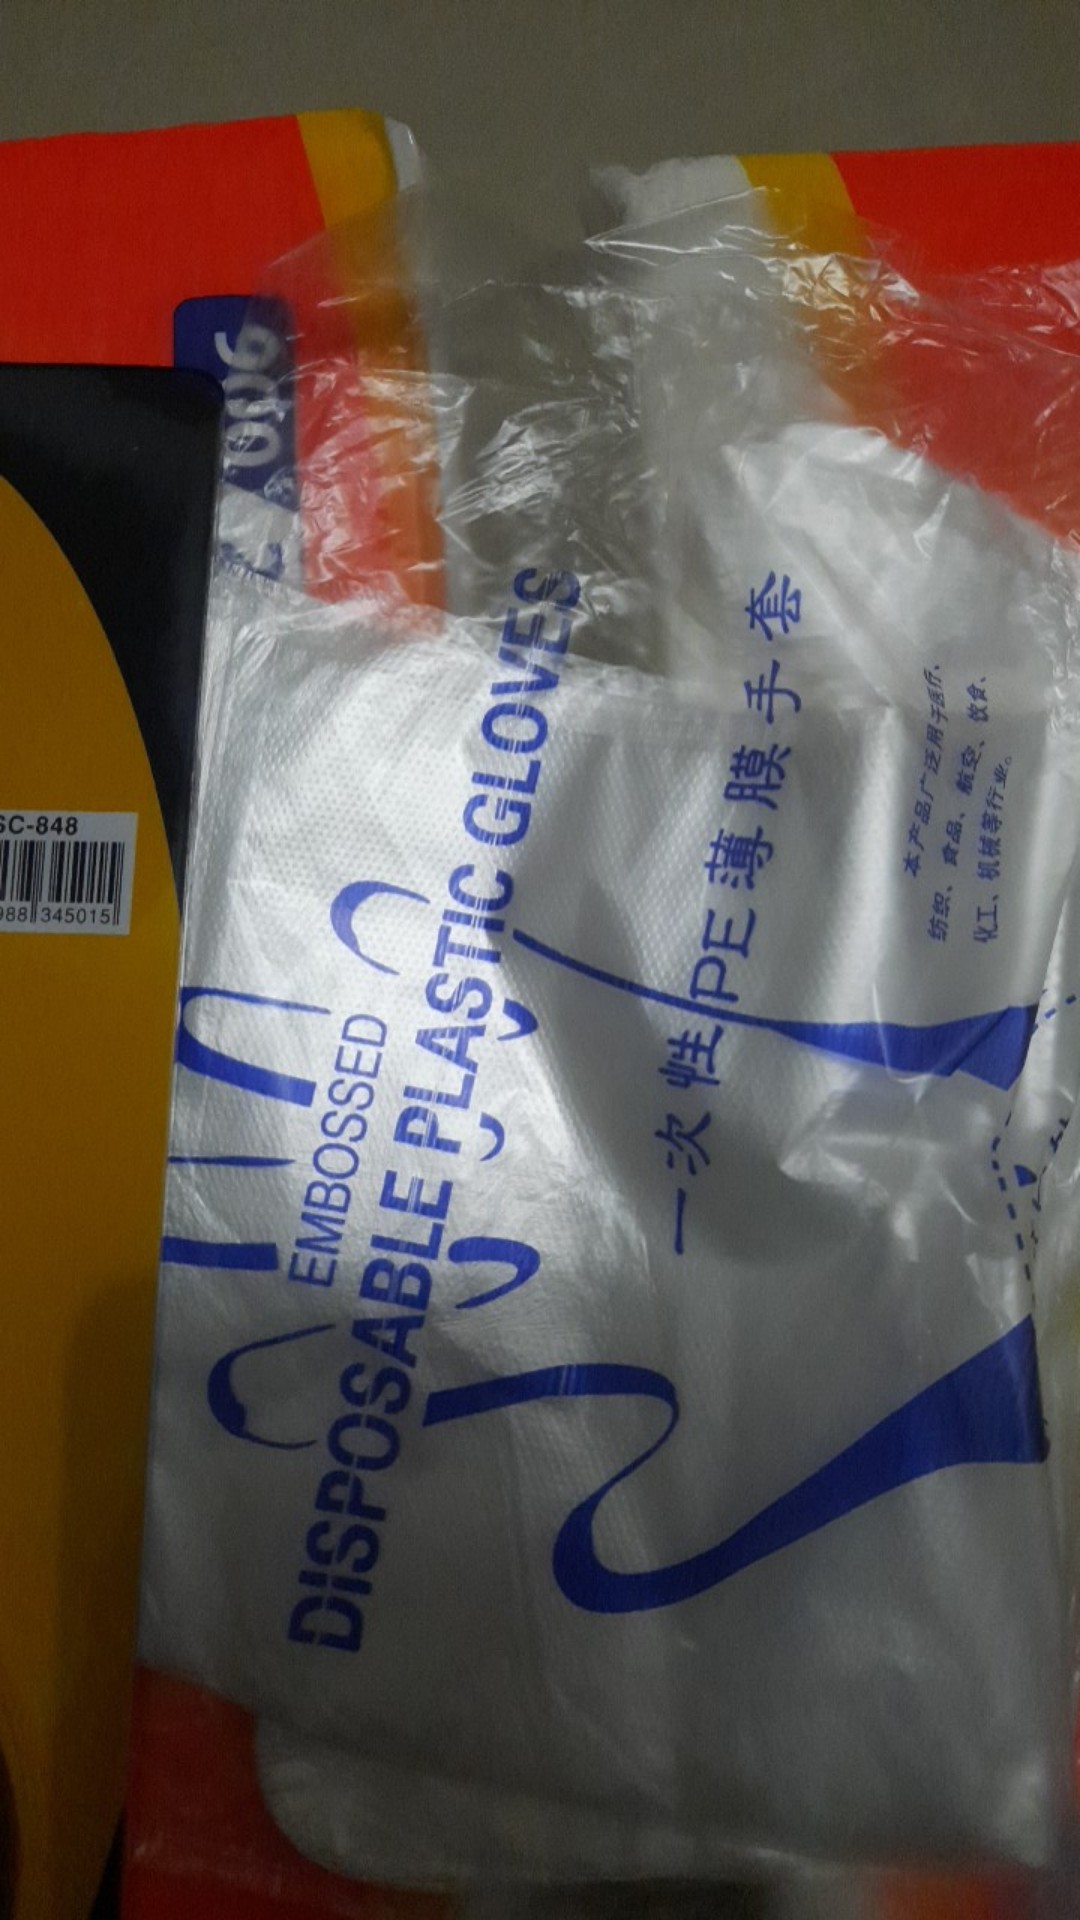 EMBOSSED
DISPOSABLE PLASTIC GLOVES
一次性PE薄膜手套
本产品广泛用于医疗、
纺织、食品、航空、饮食、
化工、机械等行业。
SC-848
988 345015